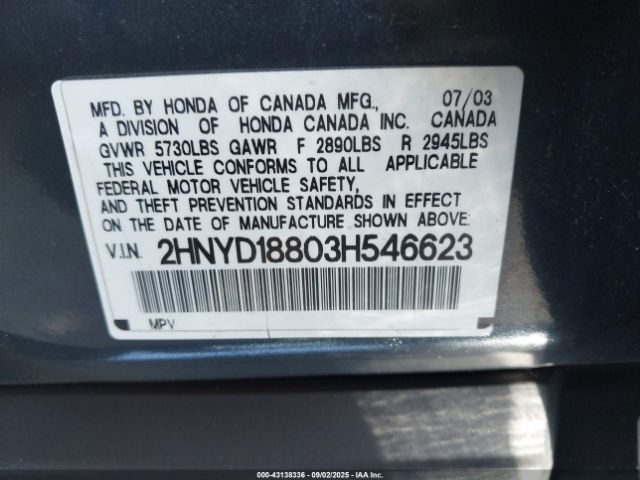 MFD. BY HONDA OF CANADA MFG., 07/03
A DIVISION OF HONDA CANADA INC. CANADA
GVWR 5730LBS GAWR F 2890LBS R 2945LBS
THIS VEHICLE CONFORMS TO ALL APPLICABLE
FEDERAL MOTOR VEHICLE SAFETY,
AND THEFT PREVENTION STANDARDS IN EFFECT
ON THE DATE OF MANUFACTURE SHOWN ABOVE.
V.I.N. 2HNYD18803H546623
MPV
000-43138336 - 09/02/2025 - IAA Inc.